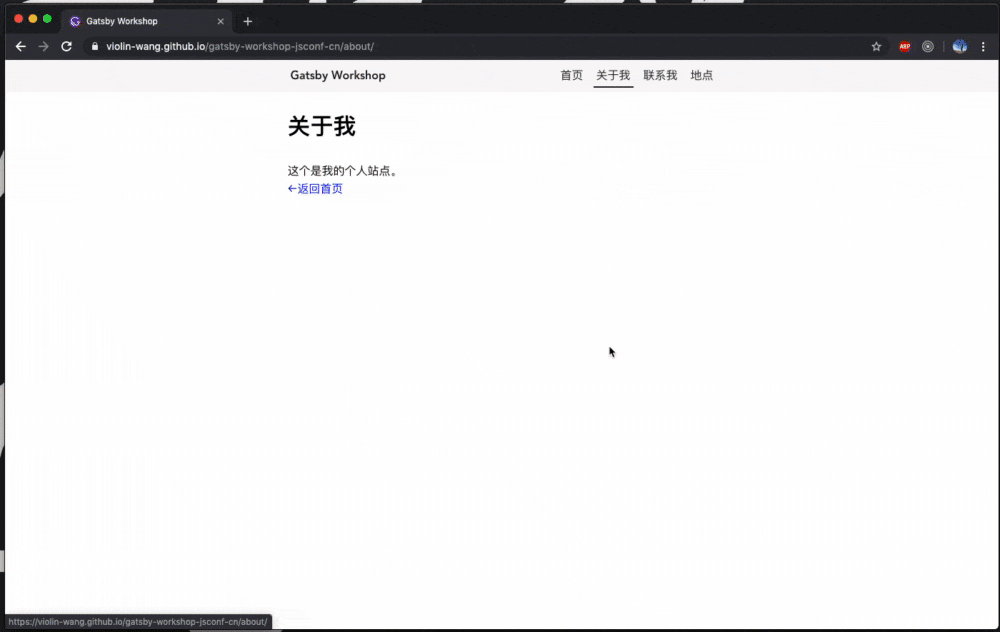 Gatsby Workshop
violin-wang.github.io/gatsby-workshop-jsconf-cn/about/
ABP
Gatsby Workshop
首页 关于我 联系我 地点
关于我
这个是我的个人站点。
←返回首页
https://violin-wang.github.io/gatsby-workshop-jsconf-cn/about/